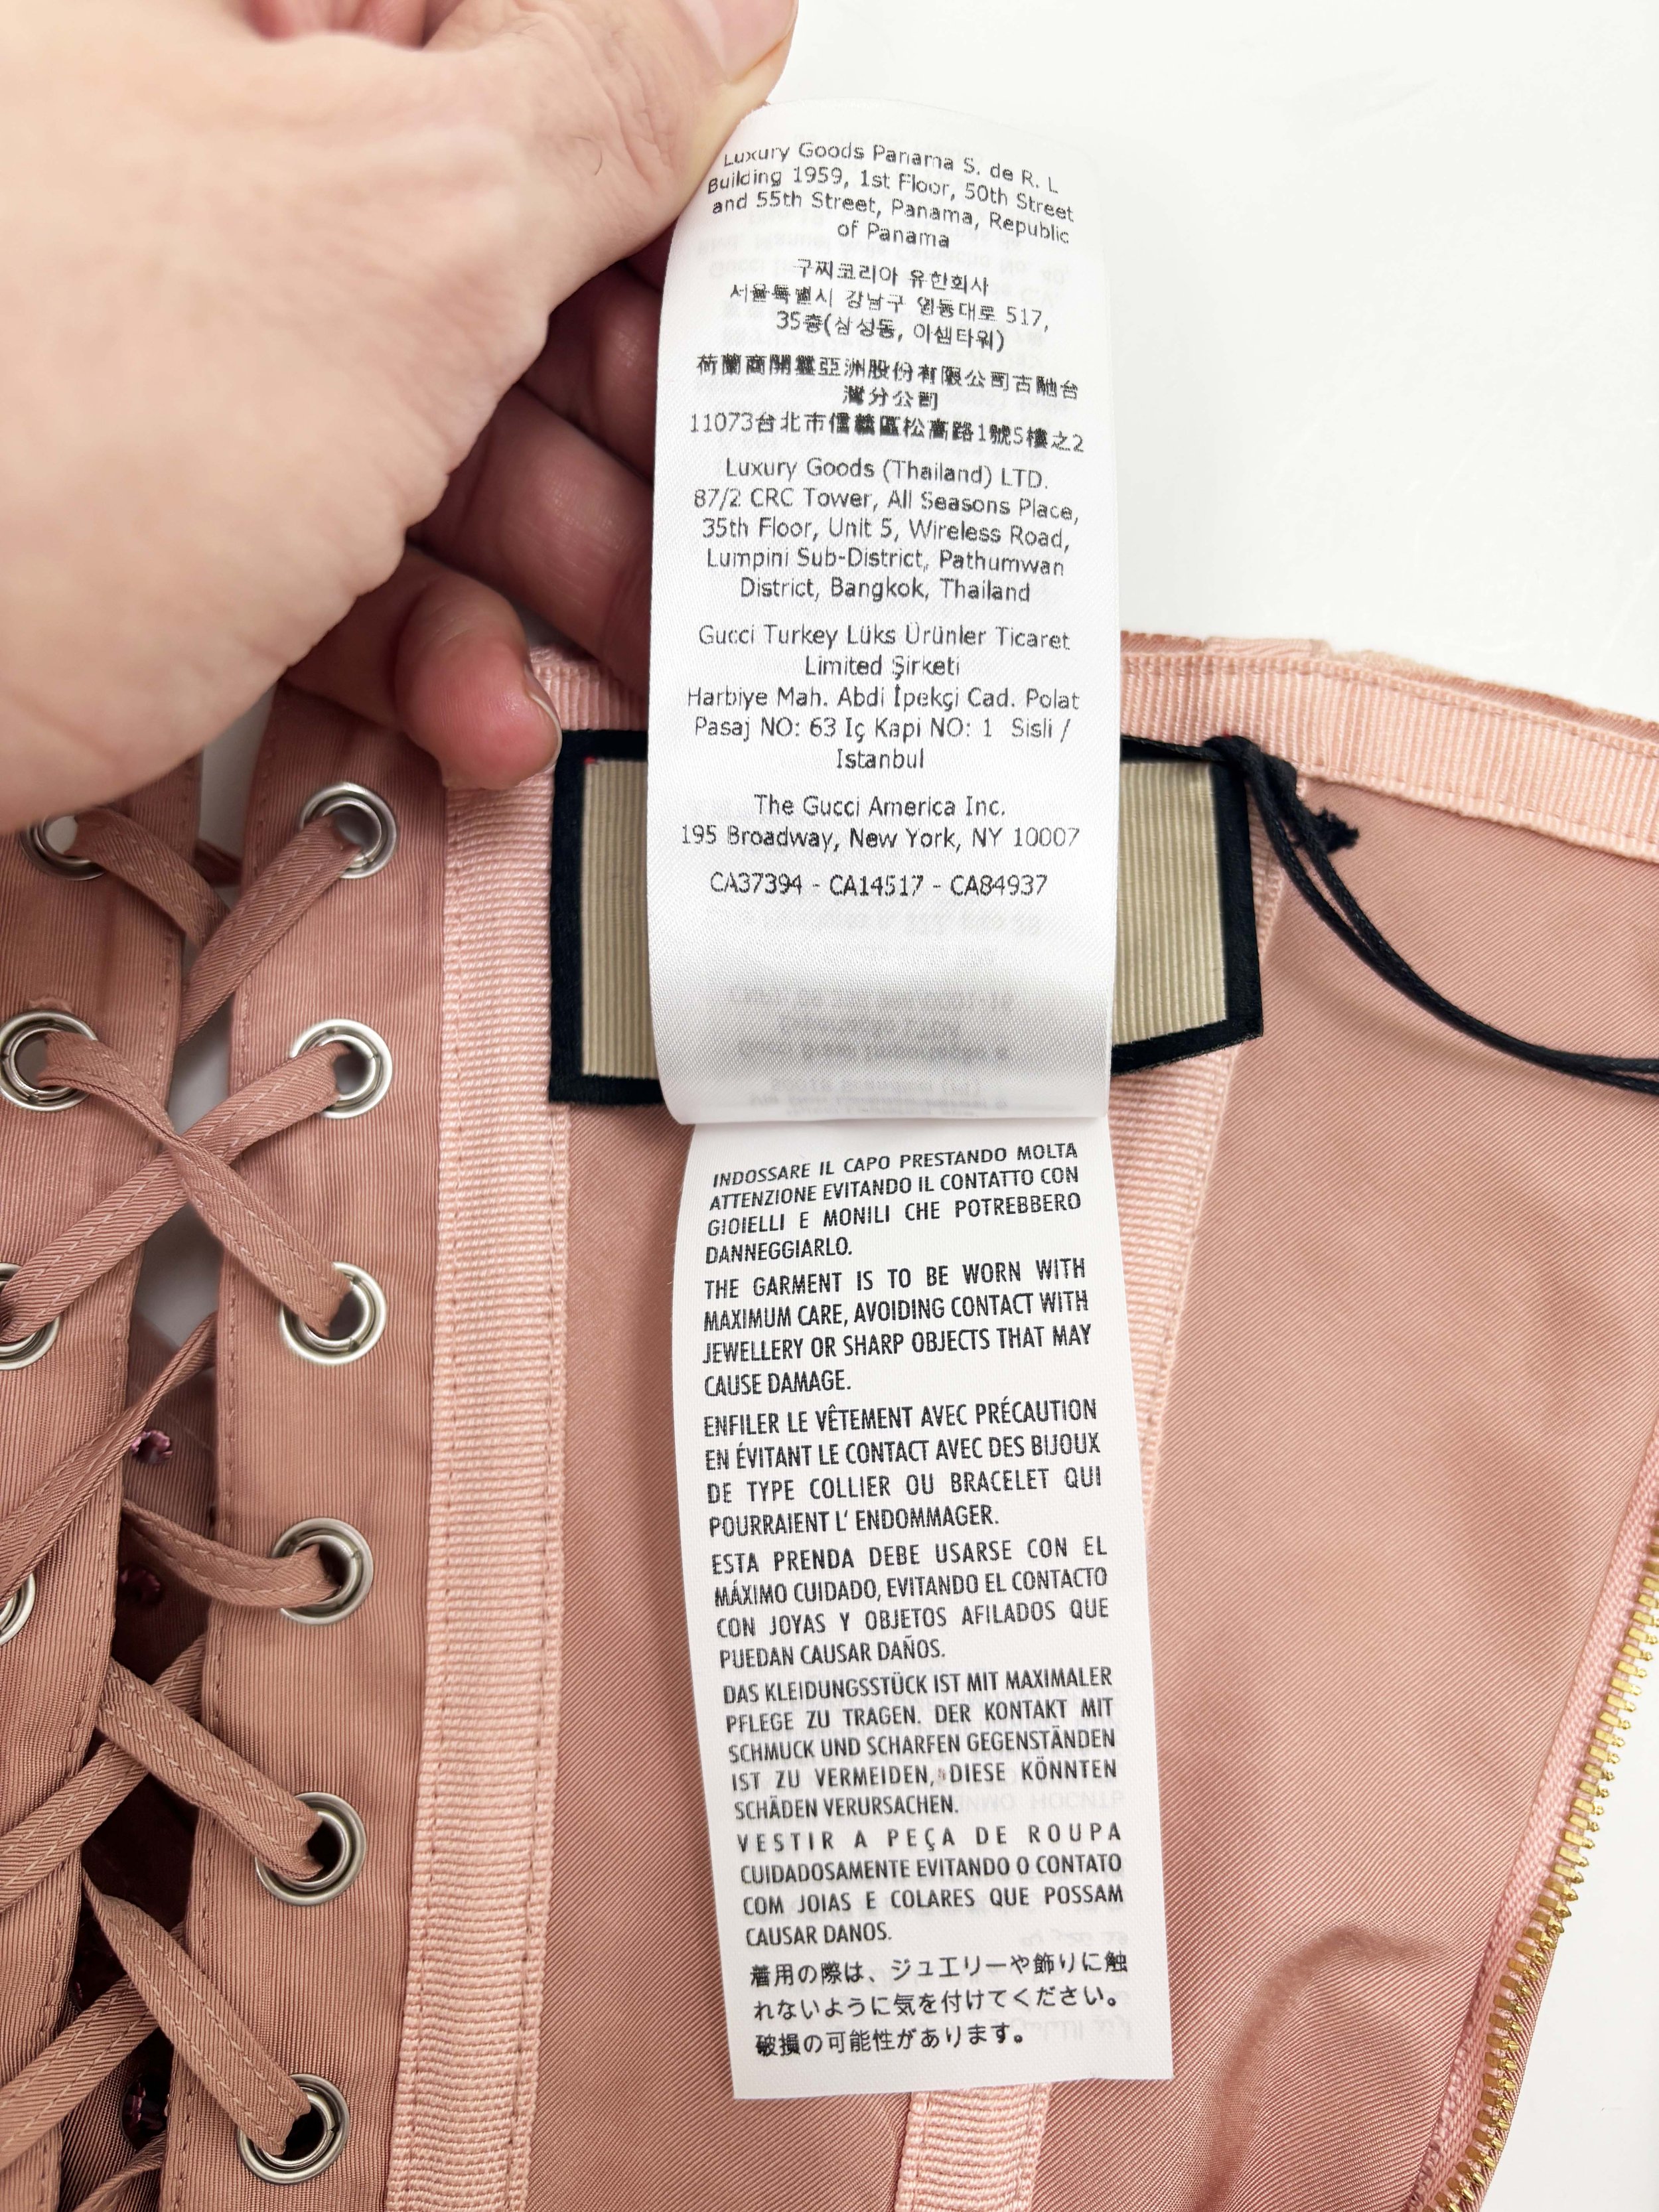 Luxury Goods Panama S. de R. L
Building 1959, 1st Floor, 50th Street
and 55th Street, Panama, Republic
of Panama
구찌코리아 유한회사
서울특별시 강남구 영동대로 517,
35층(삼성동, 아셈타워)
荷蘭商開雲亞洲股份有限公司古馳台
灣分公司
11073台北市信義區松高路1號5樓之2
Luxury Goods (Thailand) LTD.
87/2 CRC Tower, All Seasons Place,
35th Floor, Unit 5, Wireless Road,
Lumpini Sub-District, Pathumwan
District, Bangkok, Thailand
Gucci Turkey Lüks Ürünler Ticaret
Limited Şirketi
Harbiye Mah. Abdi İpekçi Cad. Polat
Pasaj NO: 63 Iç Kapi NO: 1 Sisli /
Istanbul
The Gucci America Inc.
195 Broadway, New York, NY 10007
CA37394 - CA14517 - CA84937
INDOSSARE IL CAPO PRESTANDO MOLTA
ATTENZIONE EVITANDO IL CONTATTO CON
GIOIELLI E MONILI CHE POTREBBERO
DANNEGGIARLO.
THE GARMENT IS TO BE WORN WITH
MAXIMUM CARE, AVOIDING CONTACT WITH
JEWELLERY OR SHARP OBJECTS THAT MAY
CAUSE DAMAGE.
ENFILER LE VÊTEMENT AVEC PRÉCAUTION
EN ÉVITANT LE CONTACT AVEC DES BIJOUX
DE TYPE COLLIER OU BRACELET QUI
POURRAIENT L' ENDOMMAGER.
ESTA PRENDA DEBE USARSE CON EL
MÁXIMO CUIDADO, EVITANDO EL CONTACTO
CON JOYAS Y OBJETOS AFILADOS QUE
PUEDAN CAUSAR DAÑOS.
DAS KLEIDUNGSSTÜCK IST MIT MAXIMALER
PFLEGE ZU TRAGEN. DER KONTAKT MIT
SCHMUCK UND SCHARFEN GEGENSTÄNDEN
IST ZU VERMEIDEN, DIESE KÖNNTEN
SCHÄDEN VERURSACHEN.
VESTIR A PEÇA DE ROUPA
CUIDADOSAMENTE EVITANDO O CONTATO
COM JOIAS E COLARES QUE POSSAM
CAUSAR DANOS.
着用の際は、ジュエリーや飾りに触
れないように気を付けてください。
破損の可能性があります。